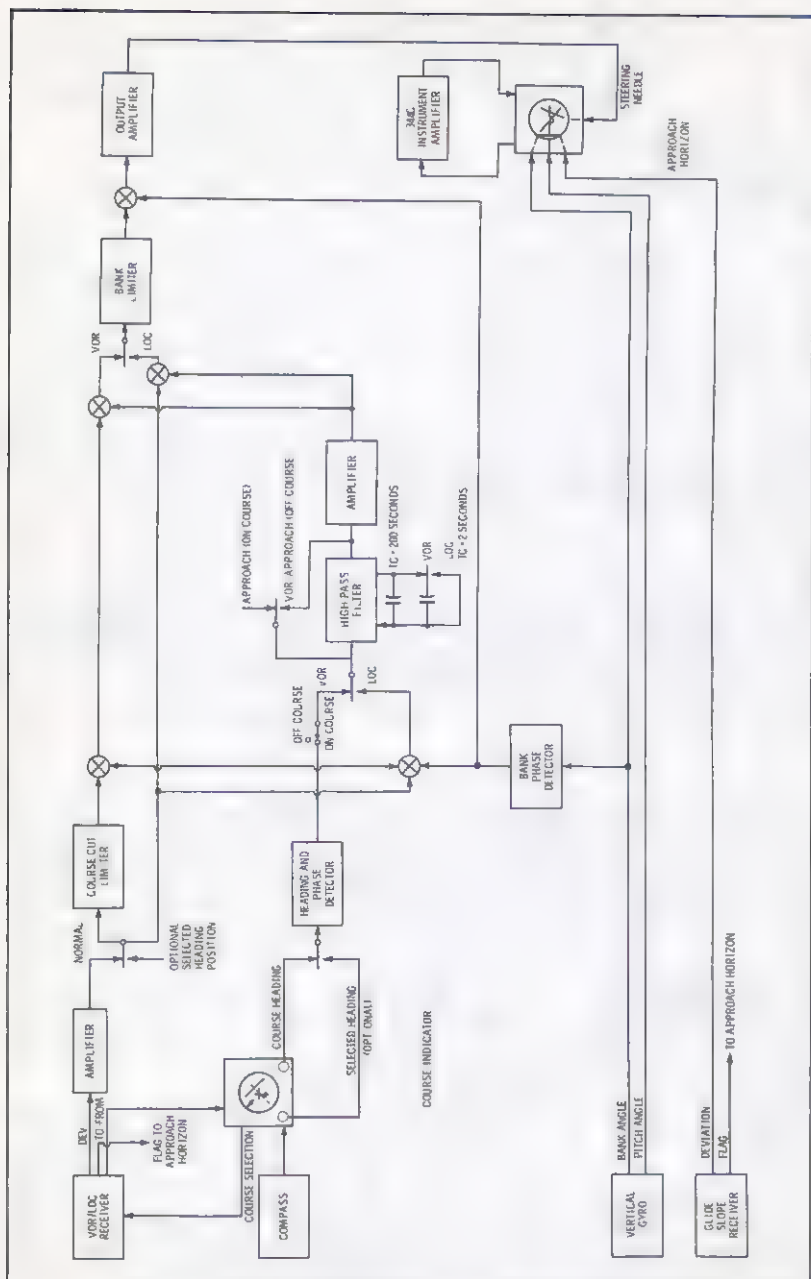 VOR/LOC
RECEIVER
DEV
TO-FROM
FLAG TO
APPROACH
HORIZON
COURSE SELECTION
COMPASS
AMPLIFIER
NORMAL
OPTIONAL
SELECTED
HEADING
POSITION
COURSE CUT
LIMITER
COURSE HEADING
SELECTED HEADING
(OPTIONAL)
COURSE INDICATOR
HEADING AND
PHASE
DETECTOR
OFF COURSE
ON COURSE
VOR
LOC
APPROACH (ON COURSE)
VOR APPROACH (OFF COURSE)
HIGH PASS
FILTER
TC = 200 SECONDS
VOR
LOC
TC = 2 SECONDS
AMPLIFIER
VOR
LOC
BANK
LIMITER
OUTPUT
AMPLIFIER
BANK
PHASE
DETECTOR
INSTRUMENT
AMPLIFIER
STEERING
NEEDLE
APPROACH
HORIZON
VERTICAL
GYRO
BANK ANGLE
PITCH ANGLE
GLIDE
SLOPE
RECEIVER
DEVIATION
FLAG
TO APPROACH HORIZON